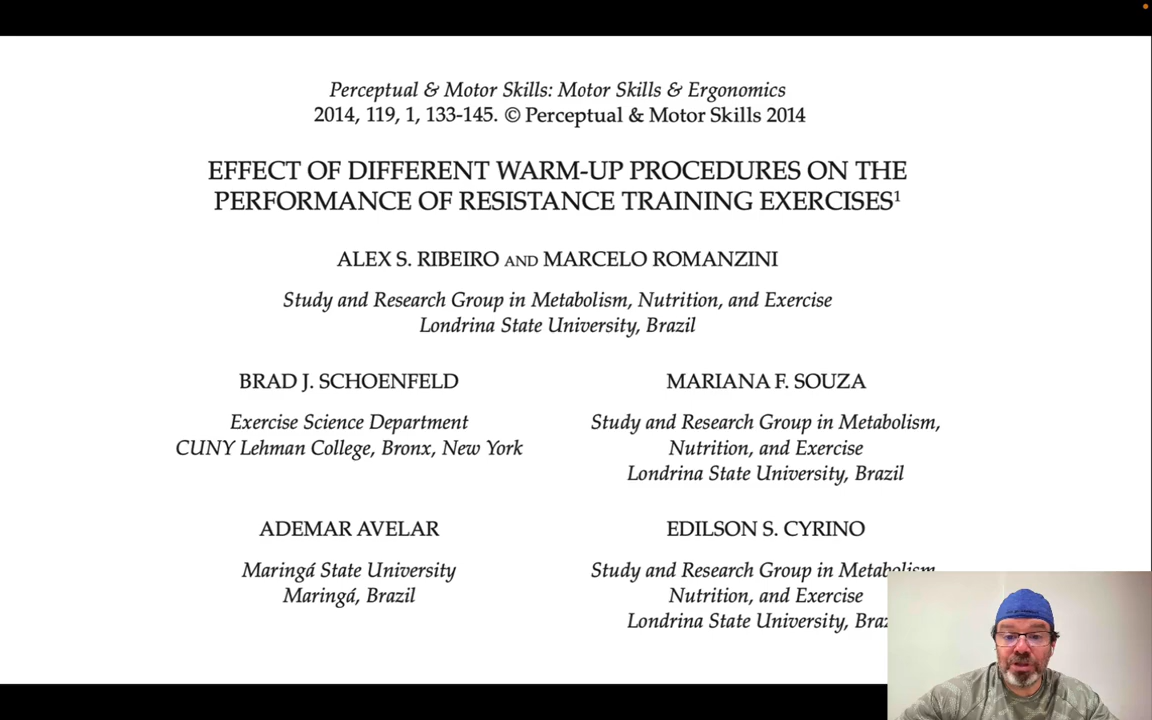 Perceptual & Motor Skills: Motor Skills & Ergonomics
2014, 119, 1, 133-145. © Perceptual & Motor Skills 2014
EFFECT OF DIFFERENT WARM-UP PROCEDURES ON THE
PERFORMANCE OF RESISTANCE TRAINING EXERCISES¹
ALEX S. RIBEIRO AND MARCELO ROMANZINI
Study and Research Group in Metabolism, Nutrition, and Exercise
Londrina State University, Brazil
BRAD J. SCHOENFELD
Exercise Science Department
CUNY Lehman College, Bronx, New York
MARIANA F. SOUZA
Study and Research Group in Metabolism,
Nutrition, and Exercise
Londrina State University, Brazil
ADEMAR AVELAR
Maringá State University
Maringá, Brazil
EDILSON S. CYRINO
Study and Research Group in Metabolism,
Nutrition, and Exercise
Londrina State University, Braz